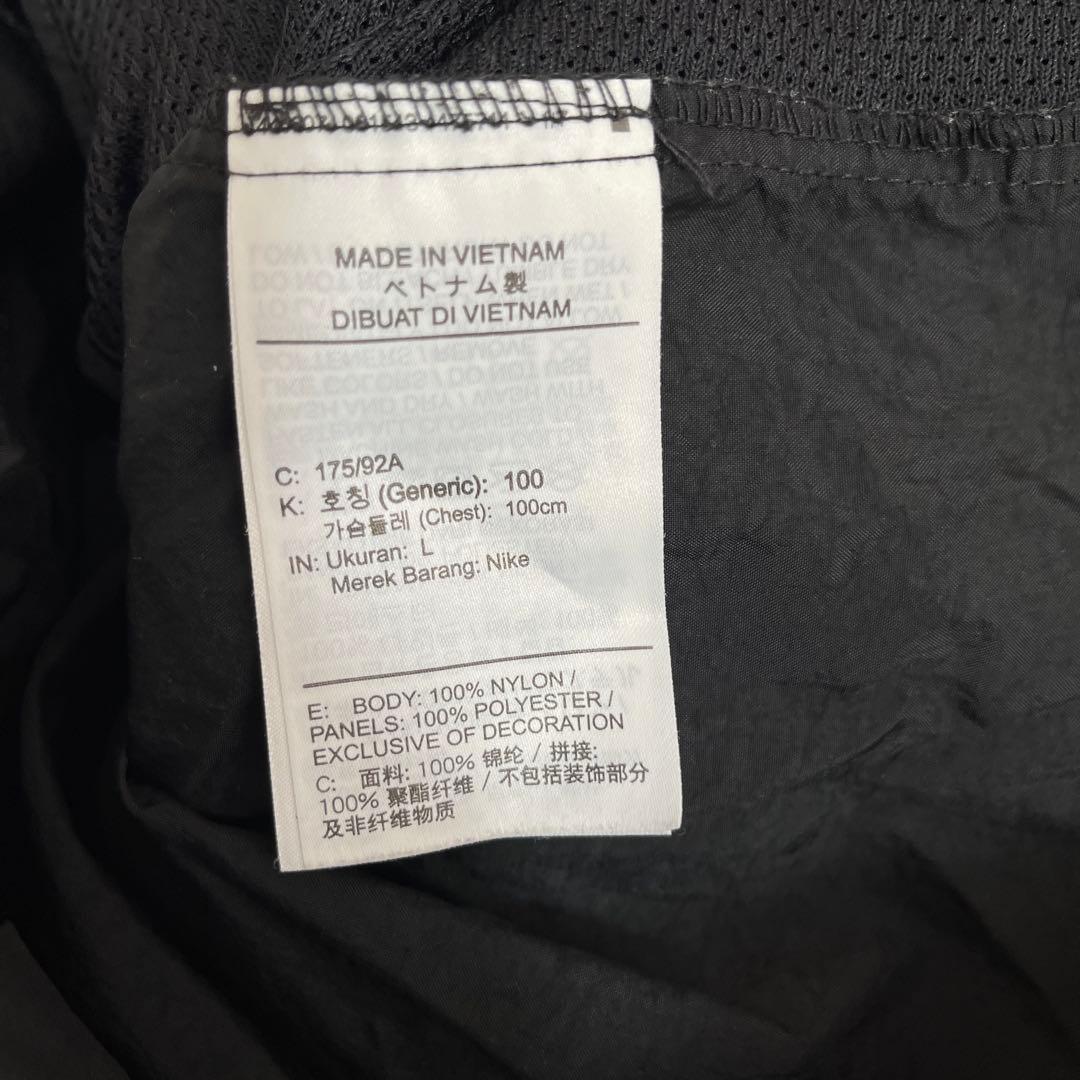 MADE IN VIETNAM
ベトナム製
DIBUAT DI VIETNAM
C: 175/92A
K: 호칭 (Generic): 100
가슴둘레 (Chest): 100cm
IN: Ukuran: L
Merek Barang: Nike
E: BODY: 100% NYLON /
PANELS: 100% POLYESTER /
EXCLUSIVE OF DECORATION
C: 面料: 100% 锦纶 / 拼接:
100% 聚酯纤维 / 不包括装饰部分
及非纤维物质